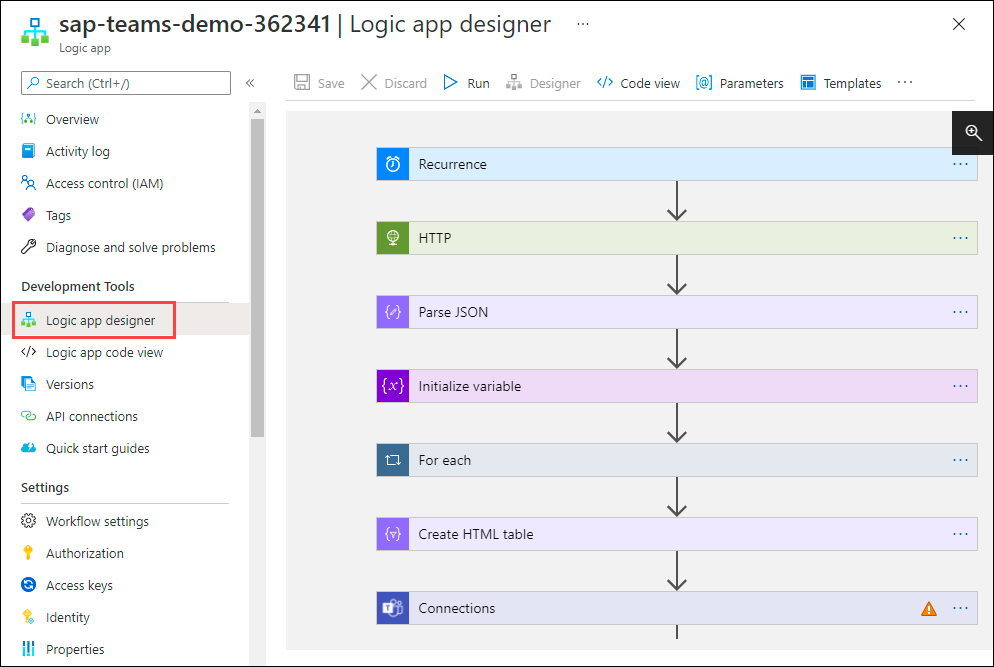 sap-teams-demo-362341 | Logic app designer ...
Logic app
Search (Ctrl+/)
«
Save
Discard
Run
Designer
Code view
Parameters
Templates
...
Overview
Activity log
Access control (IAM)
Tags
Diagnose and solve problems
Development Tools
Logic app designer
Logic app code view
Versions
API connections
Quick start guides
Settings
Workflow settings
Authorization
Access keys
Identity
Properties
Recurrence ...
HTTP ...
Parse JSON ...
Initialize variable ...
For each ...
Create HTML table ...
Connections ...